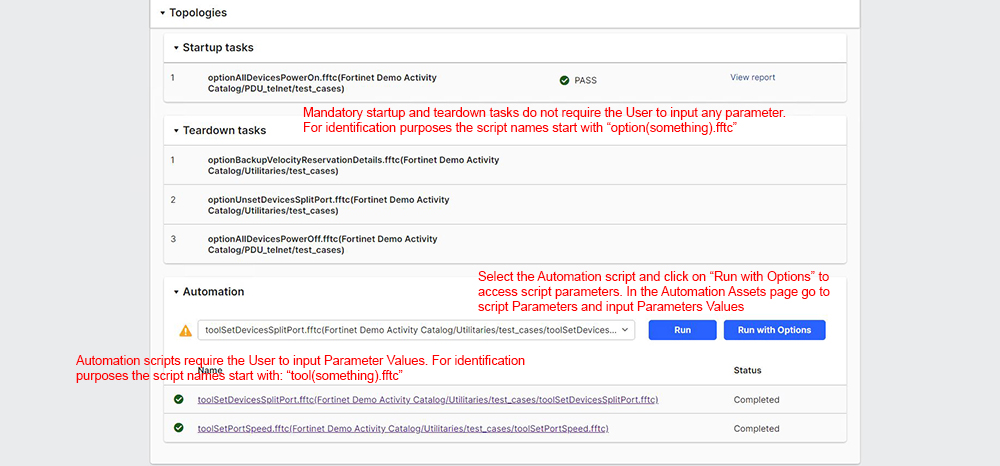 Topologies
Startup tasks
1
optionAllDevicesPowerOn.fftc(Fortinet Demo Activity
Catalog/PDU_telnet/test_cases)
PASS
View report
Mandatory startup and teardown tasks do not require the User to input any parameter.
For identification purposes the script names start with “option(something).fftc”
Teardown tasks
1
optionBackupVelocityReservationDetails.fftc(Fortinet Demo Activity
Catalog/Utilitaries/test_cases)
2
optionUnsetDevicesSplitPort.fftc(Fortinet Demo Activity
Catalog/Utilitaries/test_cases)
3
optionAllDevicesPowerOff.fftc(Fortinet Demo Activity
Catalog/PDU_telnet/test_cases)
Select the Automation script and click on “Run with Options” to
access script parameters. In the Automation Assets page go to
script Parameters and input Parameters Values
Automation
toolSetDevicesSplitPort.fftc(Fortinet Demo Activity Catalog/Utilitaries/test_cases/toolSetDevices...
Run
Run with Options
Automation scripts require the User to input Parameter Values. For identification
purposes the script names start with: “tool(something).fftc”
Name
Status
toolSetDevicesSplitPort.fftc(Fortinet Demo Activity Catalog/Utilitaries/test_cases/toolSetDevicesSplitPort.fftc)
Completed
toolSetPortSpeed.fftc(Fortinet Demo Activity Catalog/Utilitaries/test_cases/toolSetPortSpeed.fftc)
Completed